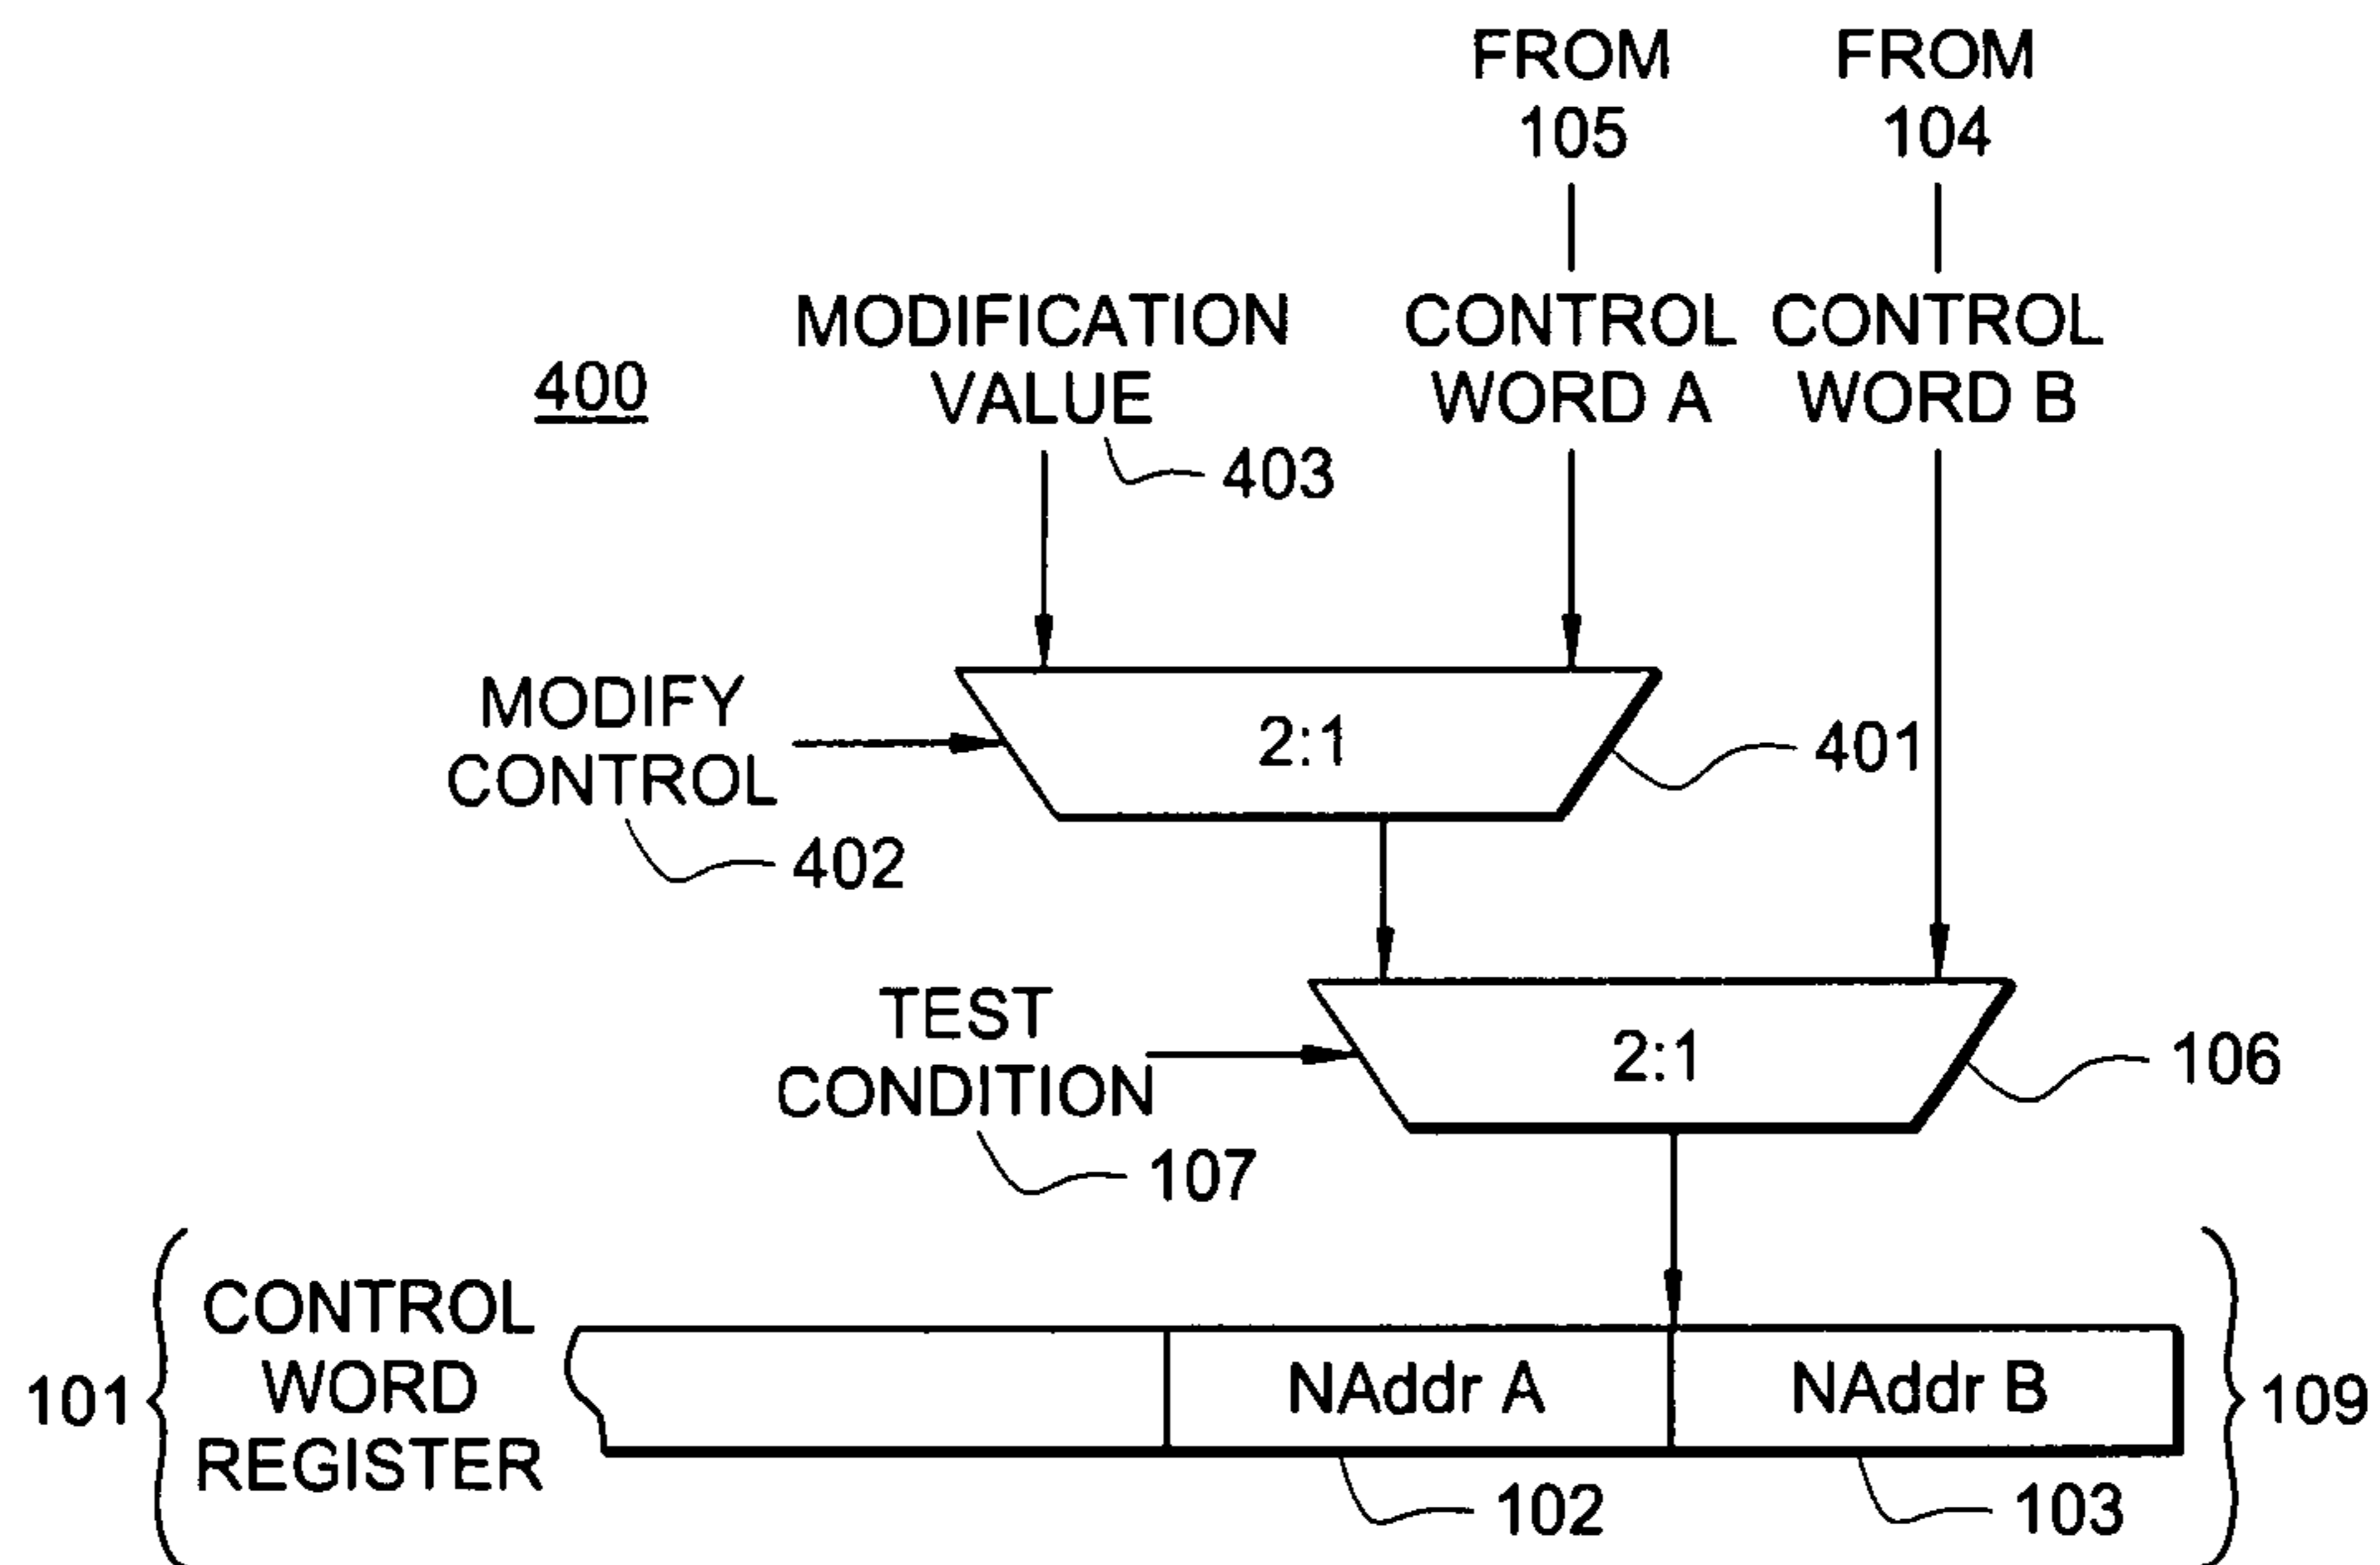 FROM
105
FROM
104
MODIFICATION
VALUE
403
CONTROL
WORD A
CONTROL
WORD B
400
MODIFY
CONTROL
402
2:1
401
TEST
CONDITION
107
2:1
106
101
CONTROL
WORD
REGISTER
NAddr A
NAddr B
109
102
103